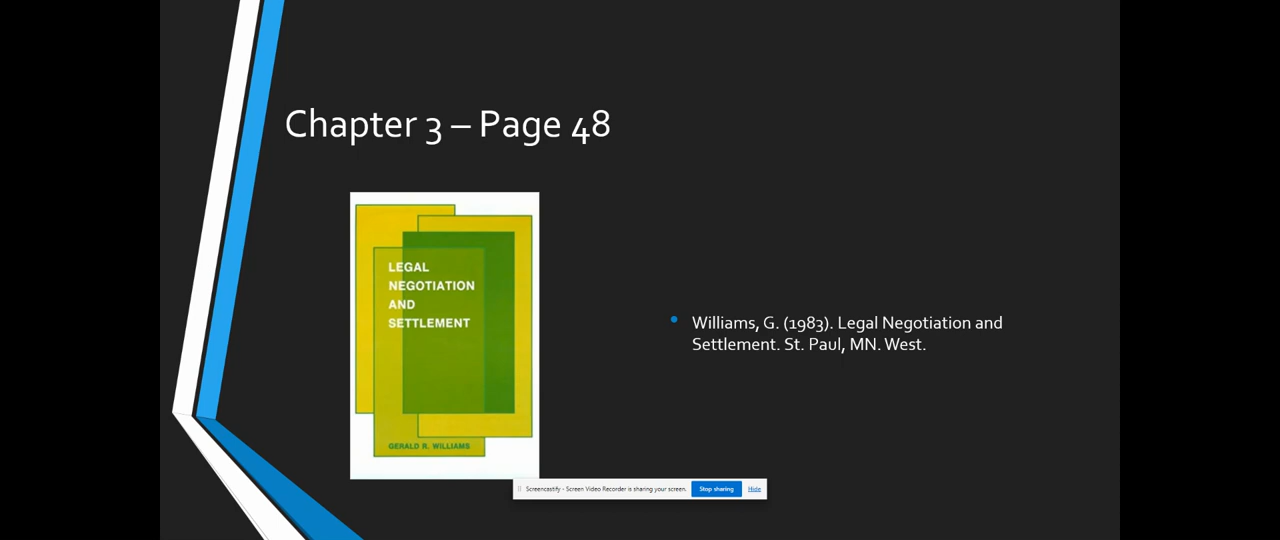 Chapter 3 – Page 48
LEGAL
NEGOTIATION
AND
SETTLEMENT
GERALD R. WILLIAMS
Williams, G. (1983). Legal Negotiation and
Settlement. St. Paul, MN. West.
Screencastify - Screen Video Recorder is sharing your screen. Stop sharing Hide